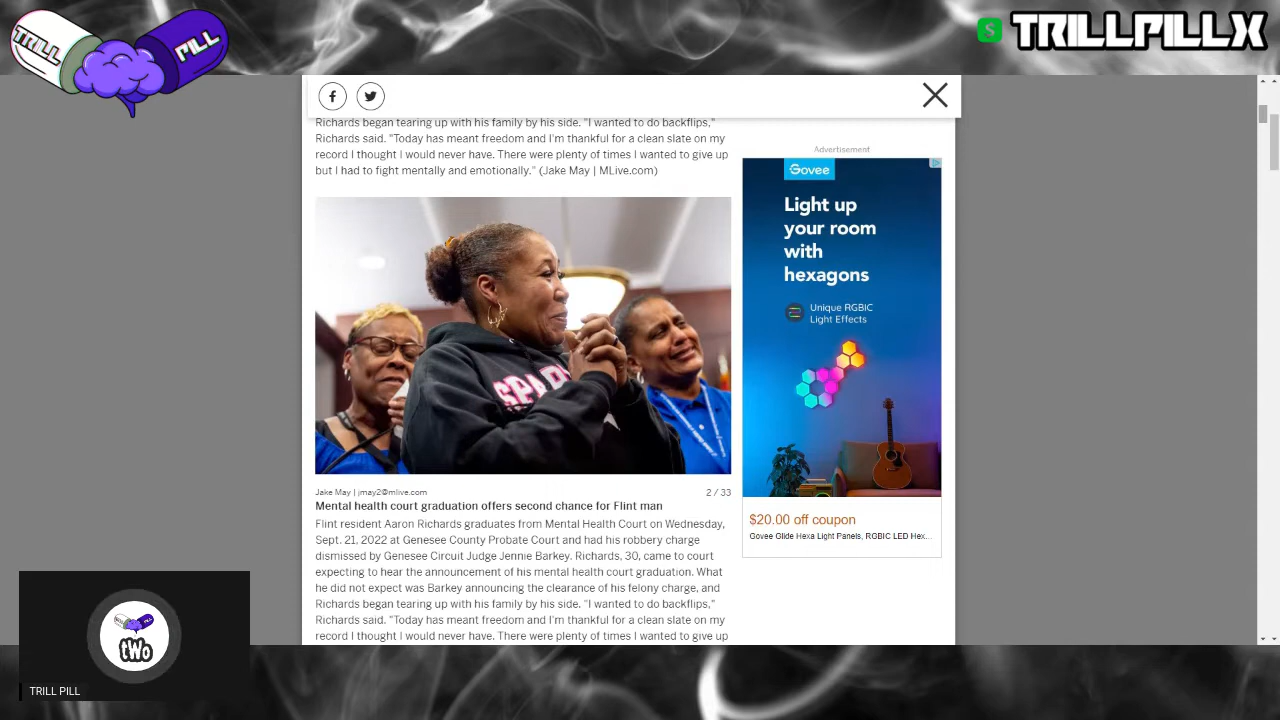 TRILL
PILL
$ TRILLPILLX
Richards began tearing up with his family by his side. "I wanted to do backflips,"
Richards said. "Today has meant freedom and I'm thankful for a clean slate on my
record I thought I would never have. There were plenty of times I wanted to give up
but I had to fight mentally and emotionally." (Jake May | MLive.com)
SPAR
Jake May | jmay2@mlive.com
2 / 33
Mental health court graduation offers second chance for Flint man
Flint resident Aaron Richards graduates from Mental Health Court on Wednesday,
Sept. 21, 2022 at Genesee County Probate Court and had his robbery charge
dismissed by Genesee Circuit Judge Jennie Barkey. Richards, 30, came to court
expecting to hear the announcement of his mental health court graduation. What
he did not expect was Barkey announcing the clearance of his felony charge, and
Richards began tearing up with his family by his side. "I wanted to do backflips,"
Richards said. "Today has meant freedom and I'm thankful for a clean slate on my
record I thought I would never have. There were plenty of times I wanted to give up
Advertisement
Govee
Light up
your room
with
hexagons
Unique RGBIC
Light Effects
$20.00 off coupon
Govee Glide Hexa Light Panels, RGBIC LED Hex...
tWo
TRILL PILL